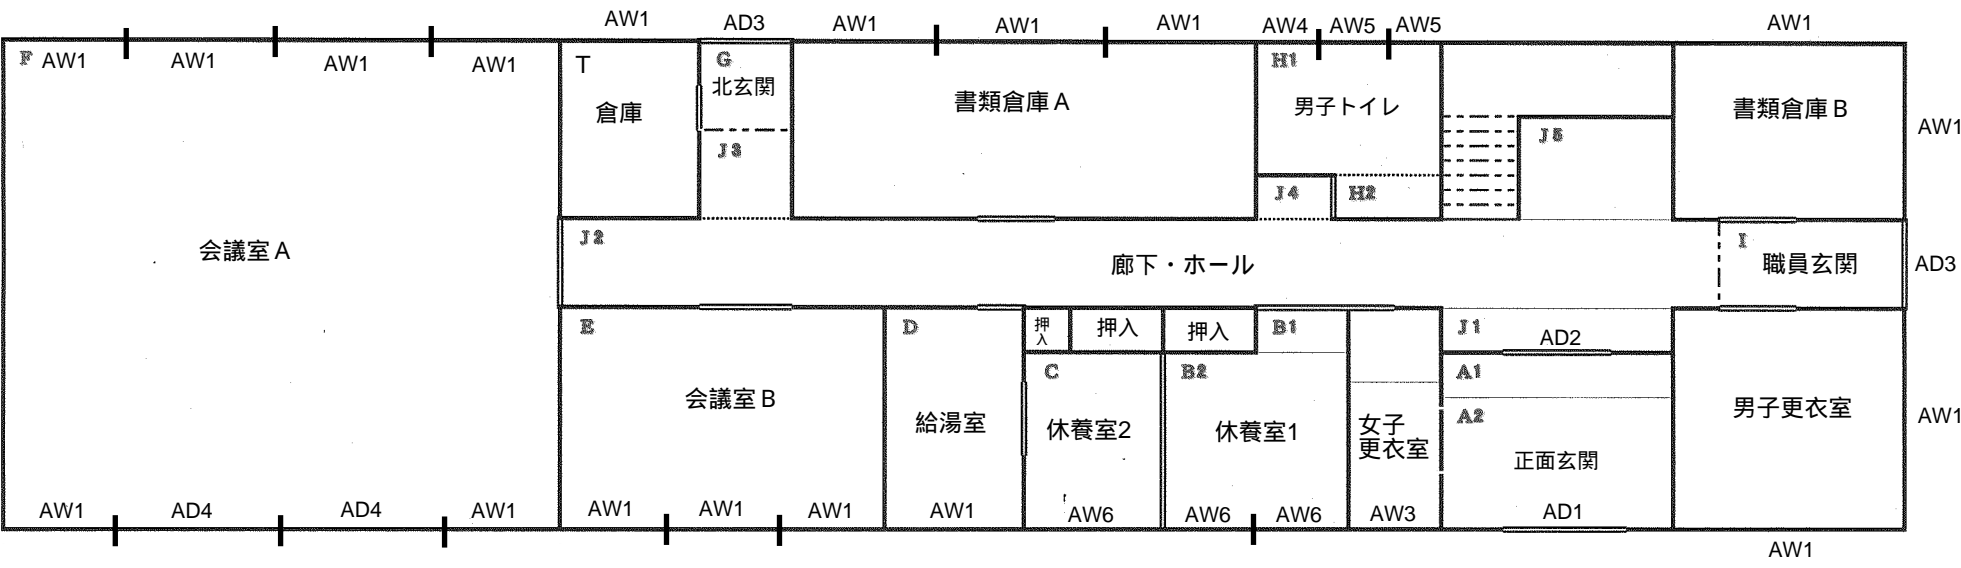 AW1 AD3 AW1 AW1 AW1 AW4 AW5 AW5 AW1
F AW1 AW1 AW1 AW1
T
倉庫
G
北玄関
J3
書類倉庫A
H1
男子トイレ
J4 H2
J5
書類倉庫B
AW1
会議室A
J2
廊下・ホール
I
職員玄関
AD3
E
会議室B
D
給湯室
押入
押入
押入
B1
C
休養室2
B2
休養室1
女子
更衣室
J1
AD2
A1
A2
正面玄関
男子更衣室
AW1
AW1 AD4 AD4 AW1 AW1 AW1 AW1 AW1 AW6 AW6 AW6 AW3 AD1
AW1